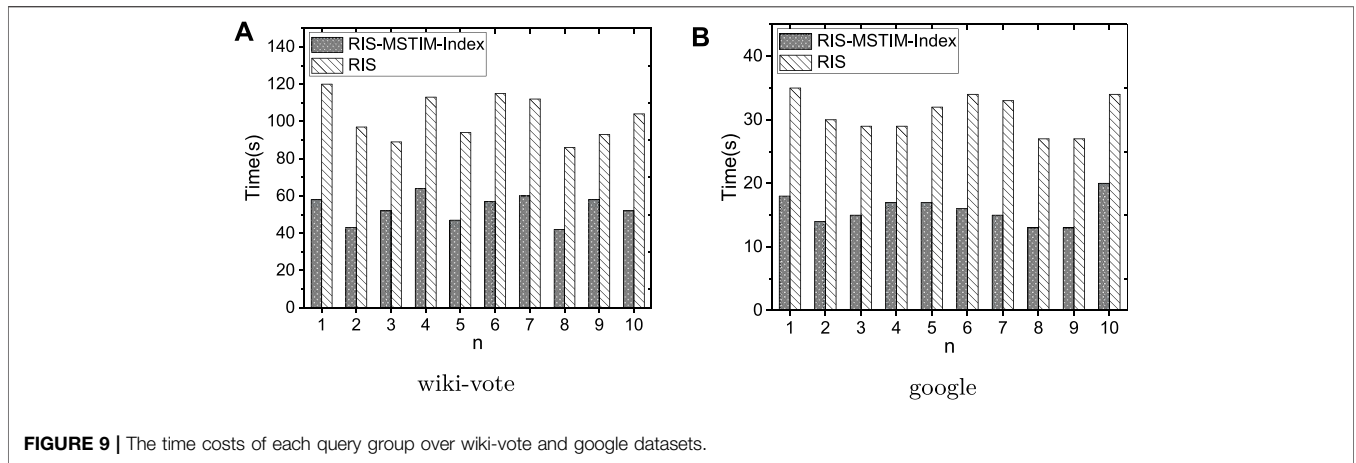 A
RIS-MSTIM-Index
RIS
Time(s)
140
120
100
80
60
40
20
0
1 2 3 4 5 6 7 8 9 10
n
wiki-vote
B
RIS-MSTIM-Index
RIS
Time(s)
40
30
20
10
0
1 2 3 4 5 6 7 8 9 10
n
google
FIGURE 9 | The time costs of each query group over wiki-vote and google datasets.